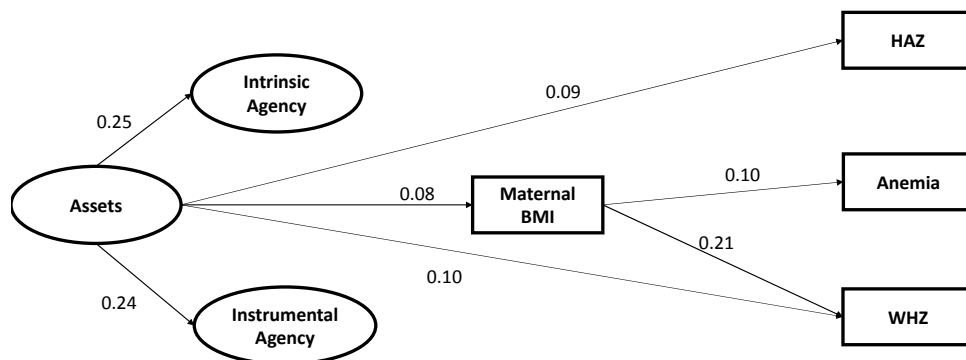 HAZ
Intrinsic
Agency
0.09
0.25
0.10
Anemia
Assets
0.08
Maternal
BMI
0.21
0.10
0.24
Instrumental
Agency
WHZ